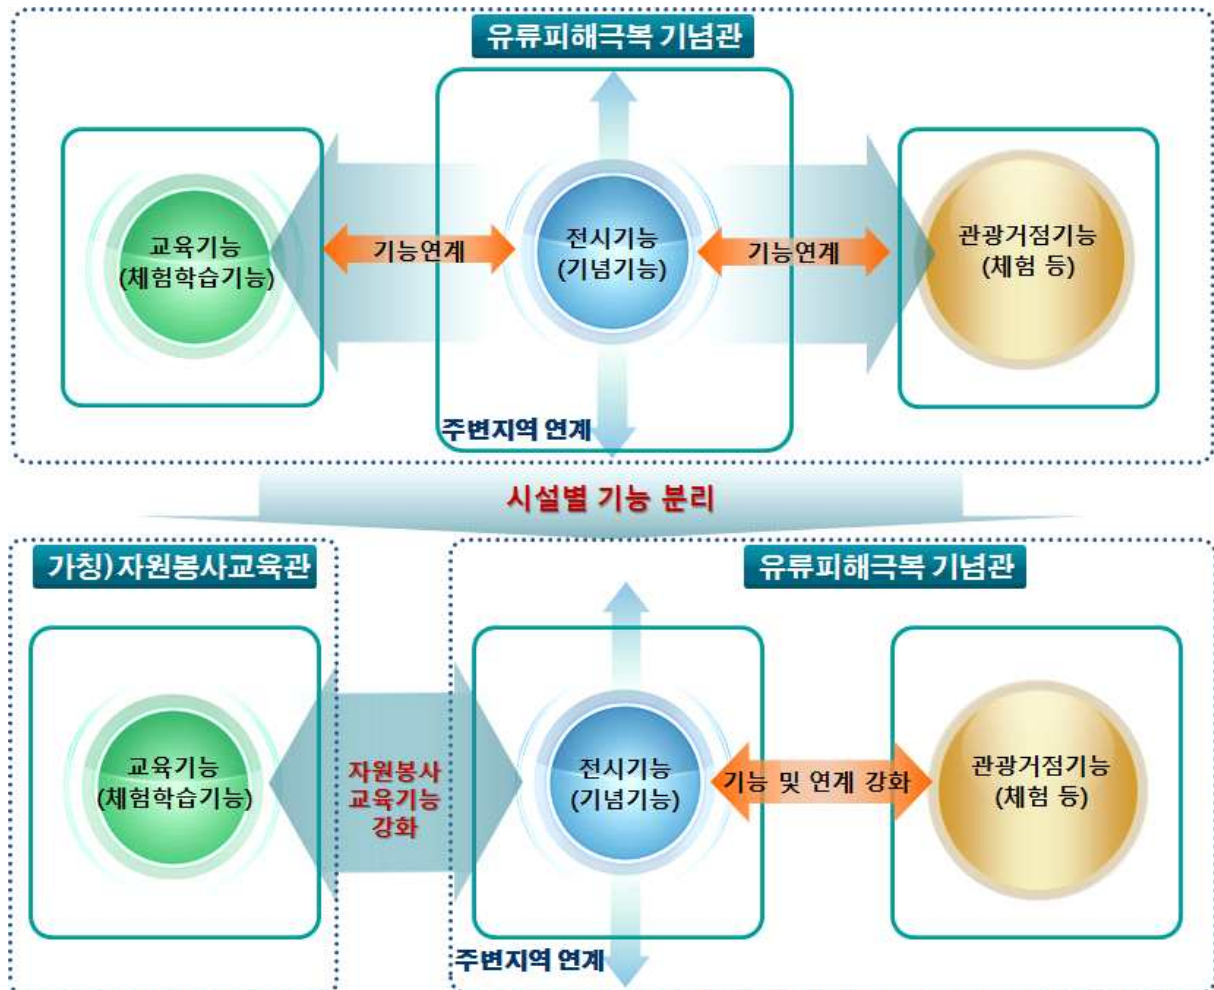 유류피해극복 기념관
교육기능
(체험학습기능)
기능연계
전시기능
(기념기능)
기능연계
관광거점기능
(체험 등)
주변지역 연계
시설별 기능 분리
가칭)자원봉사교육관
유류피해극복 기념관
교육기능
(체험학습기능)
자원봉사
교육기능
강화
전시기능
(기념기능)
기능 및 연계 강화
관광거점기능
(체험 등)
주변지역 연계